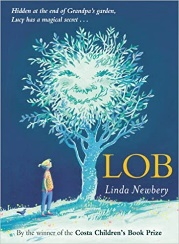 Hidden at the end of Grandpa's garden,
Lucy has a magical secret . . .
LOB
Linda Newbery
By the winner of the Costa Children's Book Prize